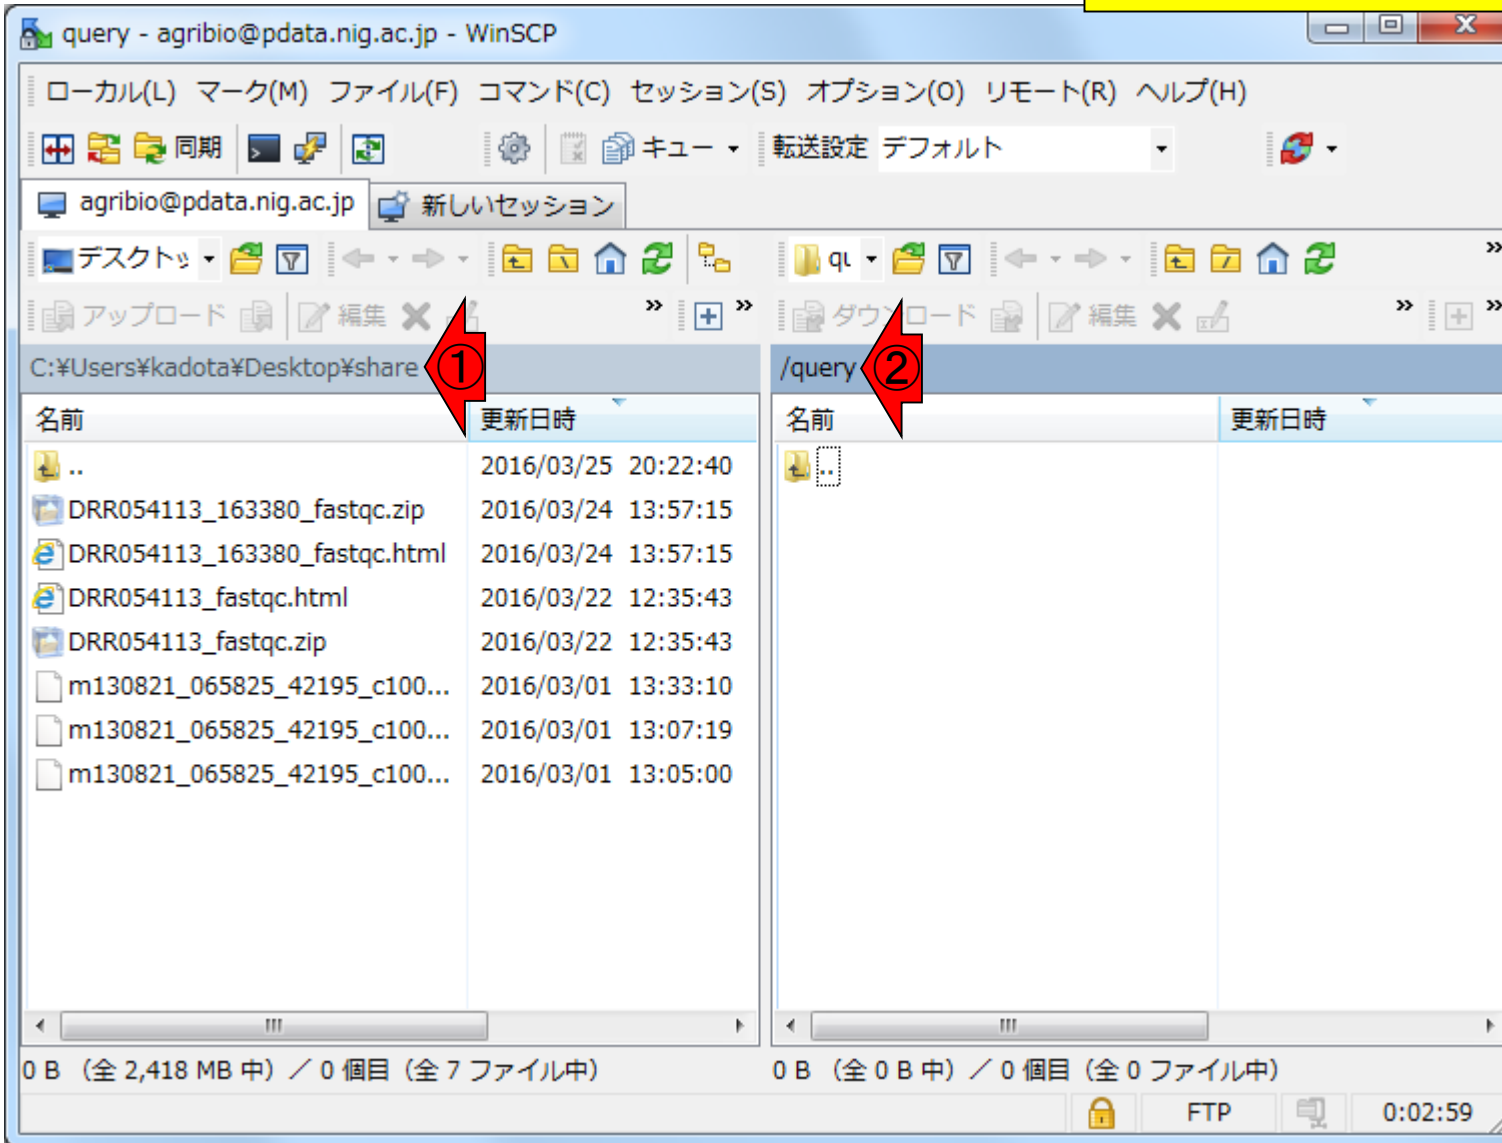 query - agribio@pdata.nig.ac.jp - WinSCP
ローカル(L) マーク(M) ファイル(F) コマンド(C) セッション(S) オプション(O) リモート(R) ヘルプ(H)
同期 キュー 転送設定 デフォルト
agribio@pdata.nig.ac.jp 新しいセッション
デスクトッ qu
アップロード 編集 ダウンロード 編集
C:¥Users¥kadota¥Desktop¥share ① /query ②
名前 更新日時 名前 更新日時
.. 2016/03/25 20:22:40 ..
DRR054113_163380_fastqc.zip 2016/03/24 13:57:15
DRR054113_163380_fastqc.html 2016/03/24 13:57:15
DRR054113_fastqc.html 2016/03/22 12:35:43
DRR054113_fastqc.zip 2016/03/22 12:35:43
m130821_065825_42195_c100... 2016/03/01 13:33:10
m130821_065825_42195_c100... 2016/03/01 13:07:19
m130821_065825_42195_c100... 2016/03/01 13:05:00
0 B （全 2,418 MB 中）／ 0 個目（全 7 ファイル中） 0 B （全 0 B 中）／ 0 個目（全 0 ファイル中）
FTP 0:02:59